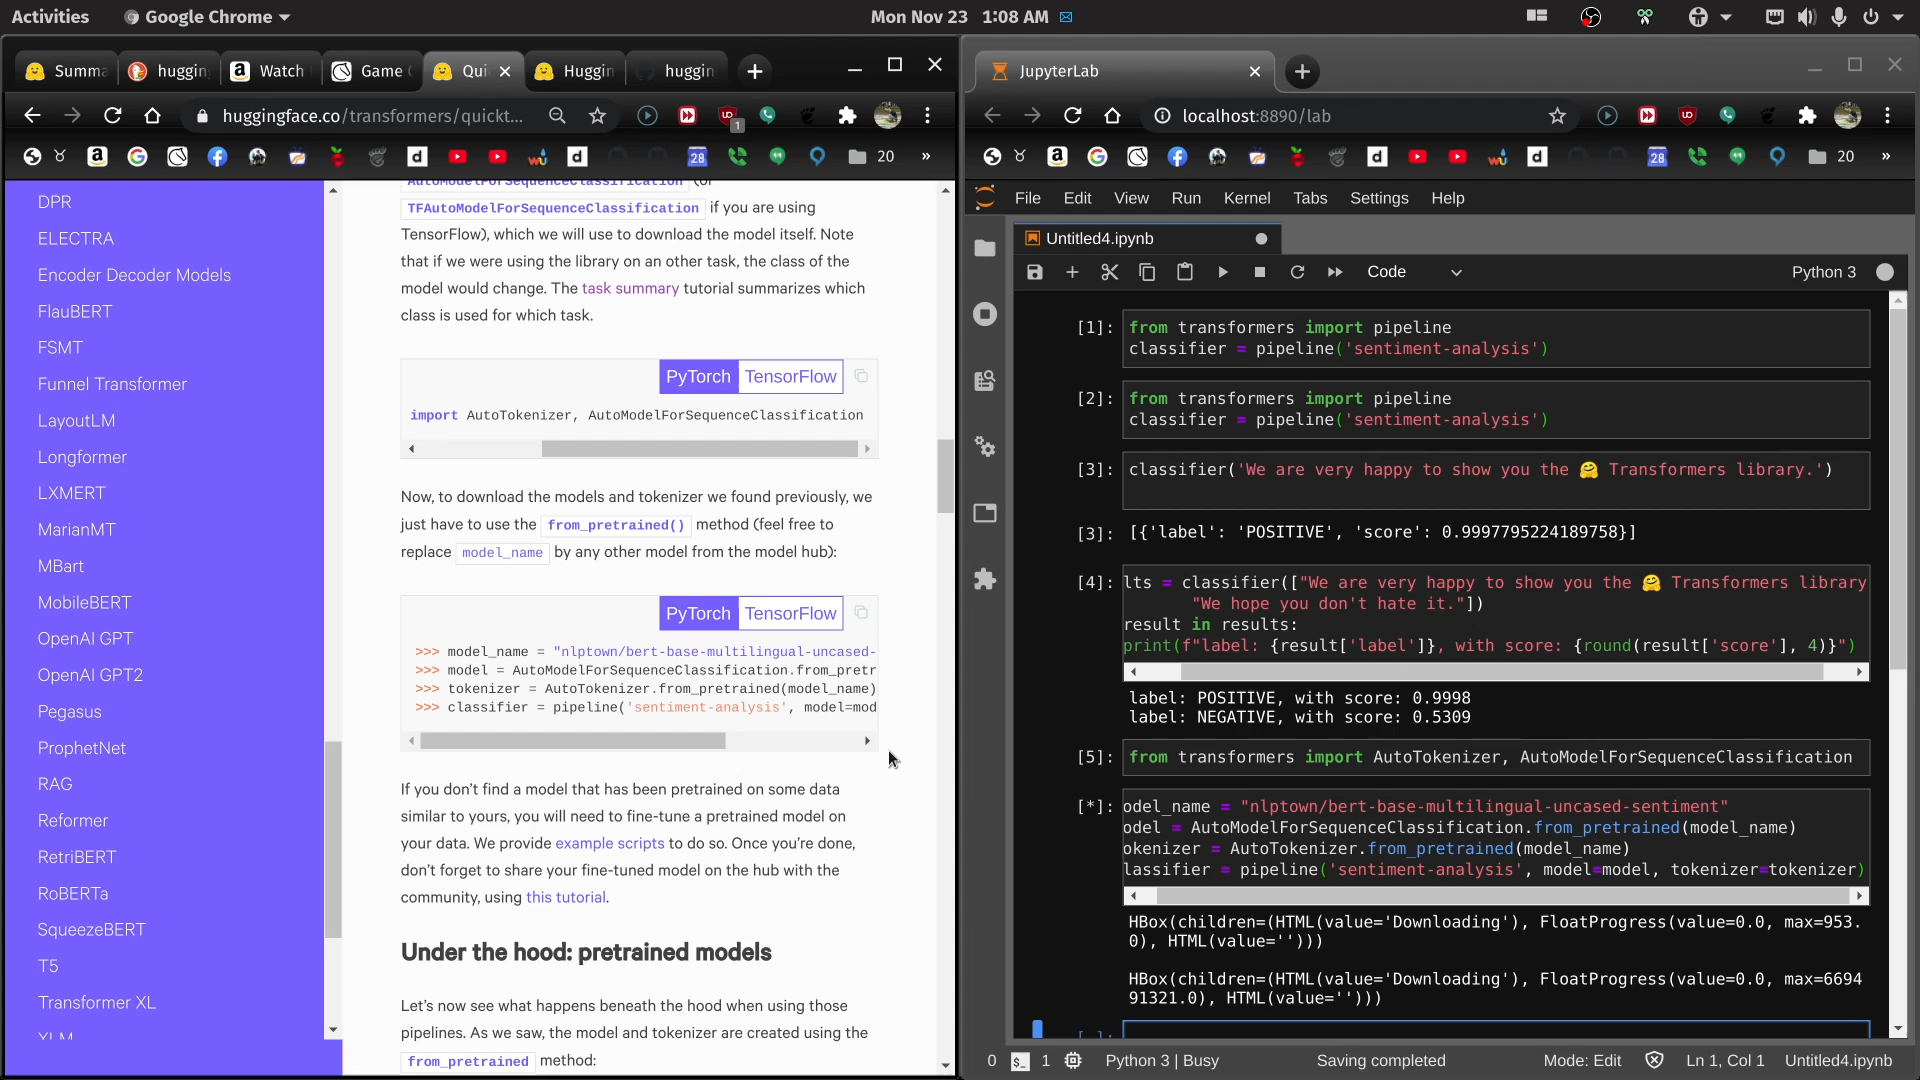 Activities
Google Chrome
Mon Nov 23 1:08 AM
Summa
hugging
Watch
Game
Qui
Huggin
hugging
huggingface.co/transformers/quickt...
1
28
20
»
DPR
ELECTRA
Encoder Decoder Models
FlauBERT
FSMT
Funnel Transformer
LayoutLM
Longformer
LXMERT
MarianMT
MBart
MobileBERT
OpenAI GPT
OpenAI GPT2
Pegasus
ProphetNet
RAG
Reformer
RetriBERT
RoBERTa
SqueezeBERT
T5
Transformer XL
XLM
AutoModelForSequenceClassification (or
TFAutoModelForSequenceClassification if you are using
TensorFlow), which we will use to download the model itself. Note
that if we were using the library on an other task, the class of the
model would change. The task summary tutorial summarizes which
class is used for which task.
PyTorch TensorFlow
import AutoTokenizer, AutoModelForSequenceClassification
Now, to download the models and tokenizer we found previously, we
just have to use the from_pretrained() method (feel free to
replace model_name by any other model from the model hub):
PyTorch TensorFlow
>>> model_name = "nlptown/bert-base-multilingual-uncased-
>>> model = AutoModelForSequenceClassification.from_pretr
>>> tokenizer = AutoTokenizer.from_pretrained(model_name)
>>> classifier = pipeline('sentiment-analysis', model=mod
If you don't find a model that has been pretrained on some data
similar to yours, you will need to fine-tune a pretrained model on
your data. We provide example scripts to do so. Once you're done,
don't forget to share your fine-tuned model on the hub with the
community, using this tutorial.
Under the hood: pretrained models
Let's now see what happens beneath the hood when using those
pipelines. As we saw, the model and tokenizer are created using the
from_pretrained method:
JupyterLab
localhost:8890/lab
28
20
»
File Edit View Run Kernel Tabs Settings Help
Untitled4.ipynb
Code
Python 3
[1]: from transformers import pipeline
classifier = pipeline('sentiment-analysis')
[2]: from transformers import pipeline
classifier = pipeline('sentiment-analysis')
[3]: classifier('We are very happy to show you the 🤗 Transformers library.')
[3]: [{'label': 'POSITIVE', 'score': 0.9997795224189758}]
[4]: lts = classifier(["We are very happy to show you the 🤗 Transformers library
"We hope you don't hate it."])
result in results:
print(f"label: {result['label']}, with score: {round(result['score'], 4)}")
label: POSITIVE, with score: 0.9998
label: NEGATIVE, with score: 0.5309
[5]: from transformers import AutoTokenizer, AutoModelForSequenceClassification
[*]: odel_name = "nlptown/bert-base-multilingual-uncased-sentiment"
odel = AutoModelForSequenceClassification.from_pretrained(model_name)
okenizer = AutoTokenizer.from_pretrained(model_name)
lassifier = pipeline('sentiment-analysis', model=model, tokenizer=tokenizer)
HBox(children=(HTML(value='Downloading'), FloatProgress(value=0.0, max=953.
0), HTML(value='')))
HBox(children=(HTML(value='Downloading'), FloatProgress(value=0.0, max=6694
91321.0), HTML(value='')))
[ ]:
0 1 Python 3 | Busy Saving completed Mode: Edit Ln 1, Col 1 Untitled4.ipynb